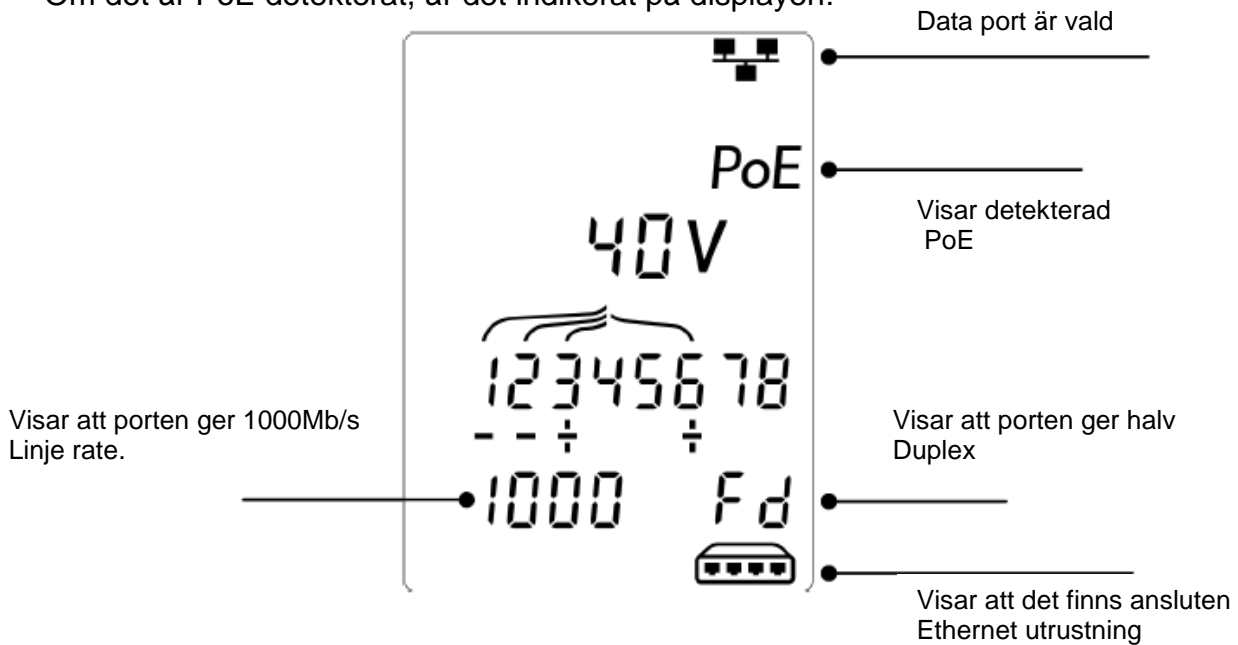 Om det är PoE detekterat, är det indikerat på displayen.
Data port är vald
PoE
Visar detekterad
PoE
40V
12345678
- - ÷ ÷
Visar att porten ger 1000Mb/s
Linje rate.
Visar att porten ger halv
Duplex
1000 Fd
Visar att det finns ansluten
Ethernet utrustning